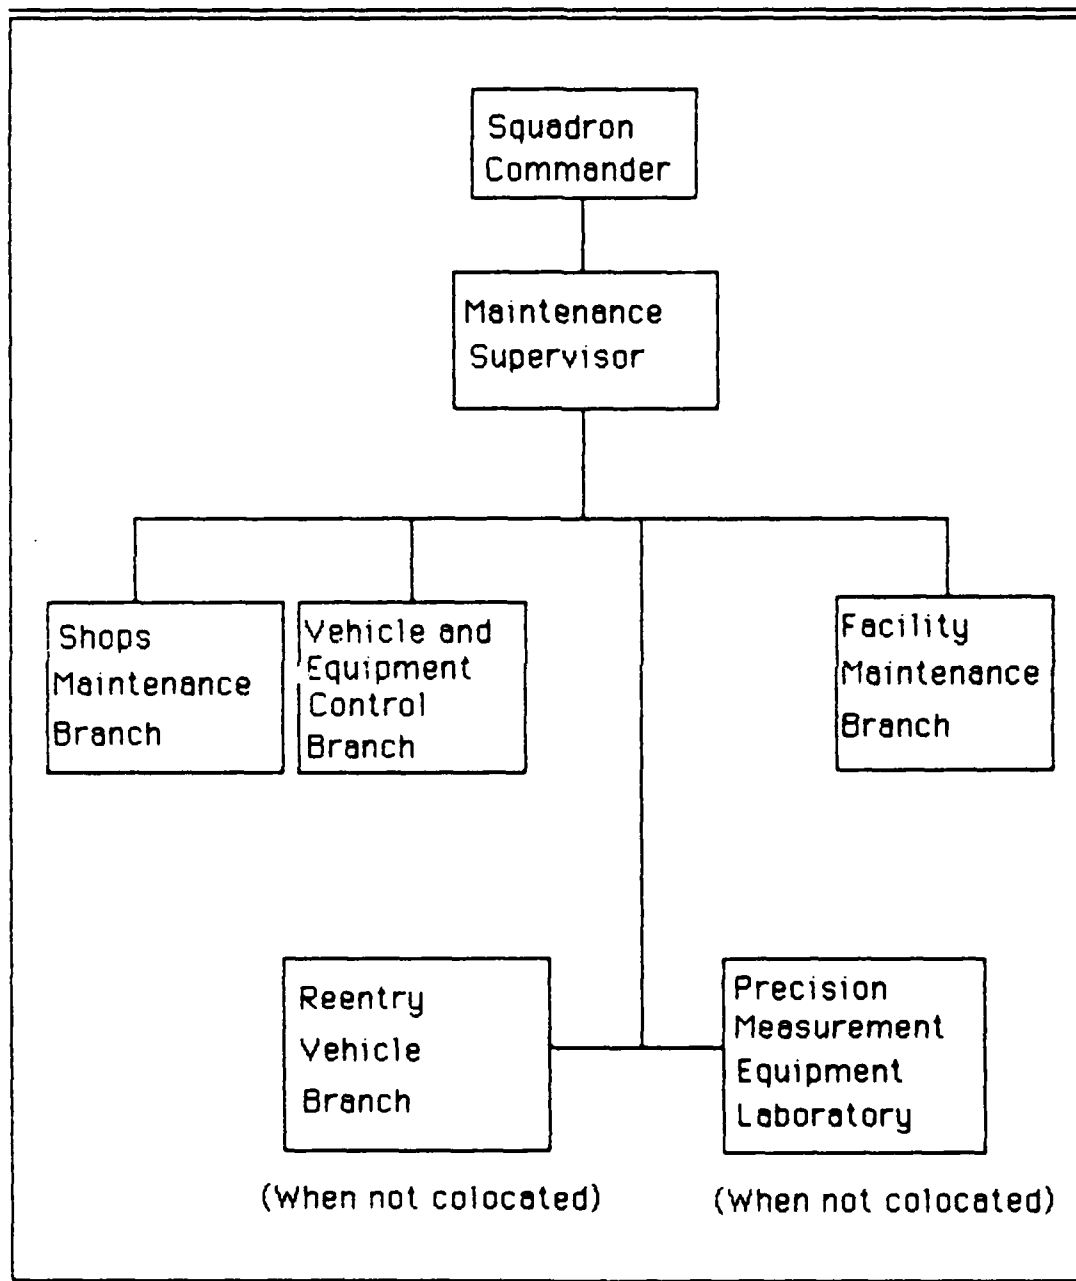 Squadron
Commander
Maintenance
Supervisor
Shops
Maintenance
Branch
Vehicle and
Equipment
Control
Branch
Facility
Maintenance
Branch
Reentry
Vehicle
Branch
(When not colocated)
Precision
Measurement
Equipment
Laboratory
(When not colocated)